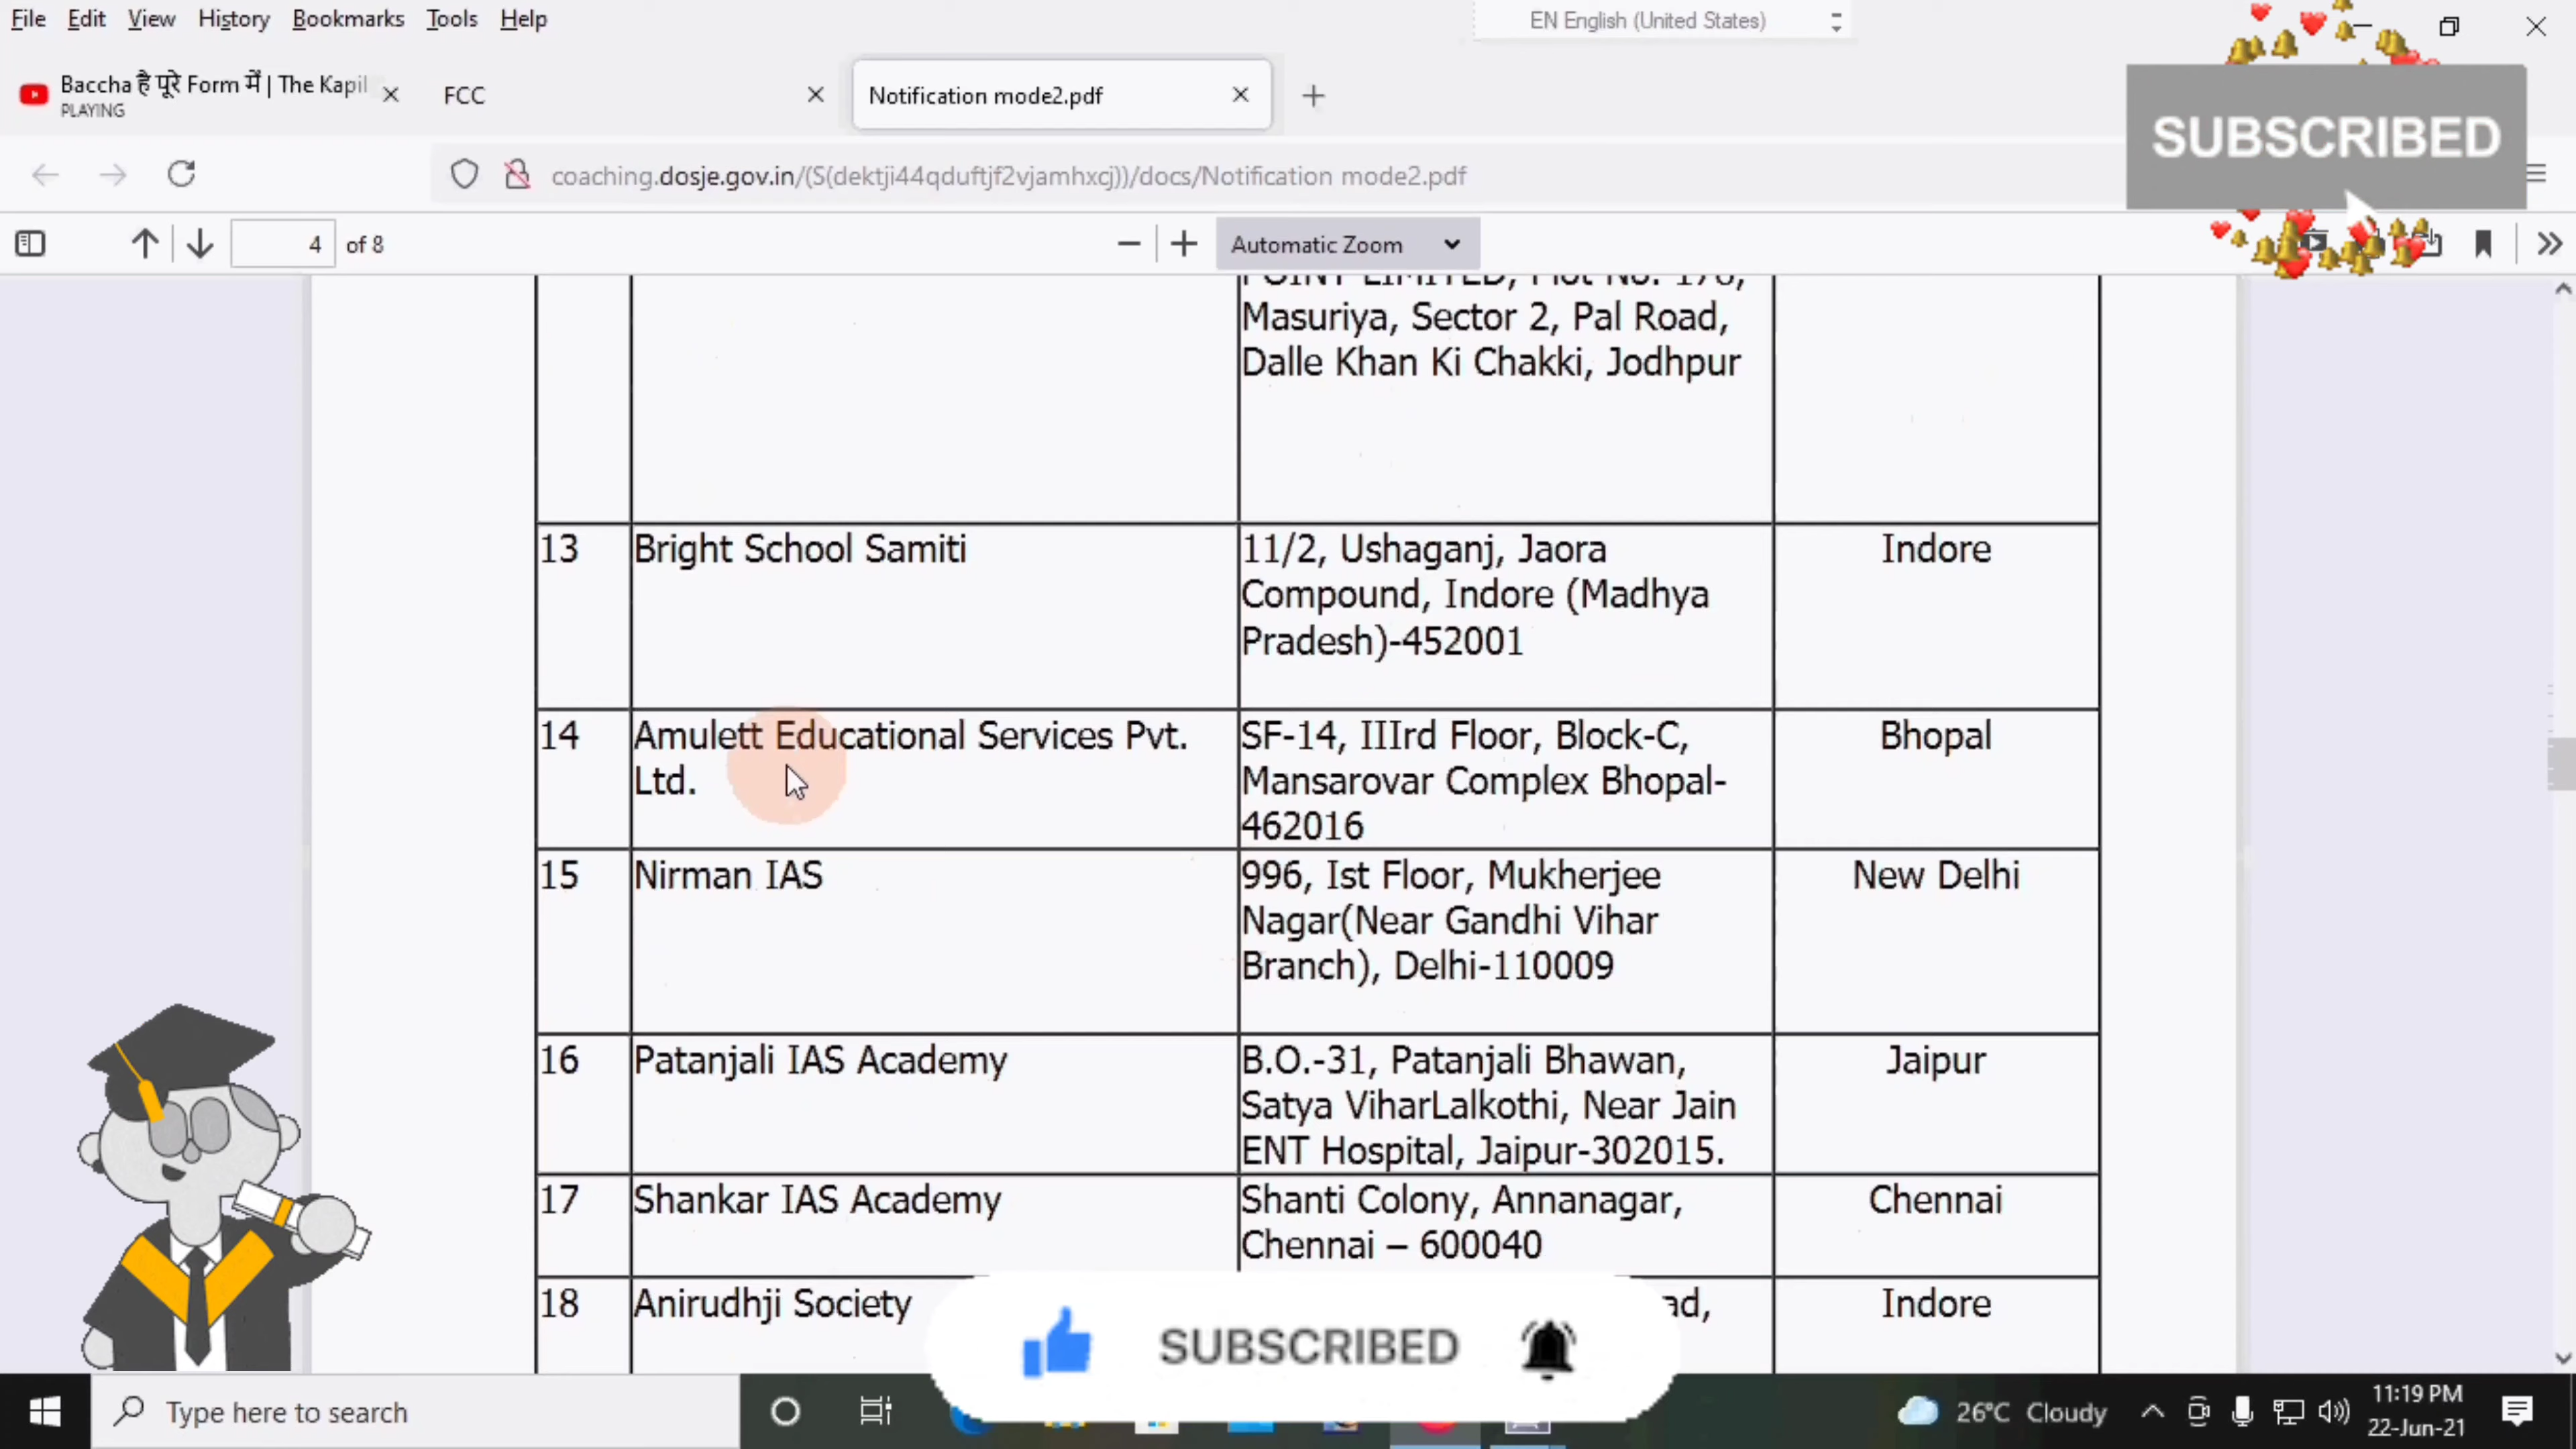 File Edit View History Bookmarks Tools Help
EN English (United States)
Baccha है पूरे Form में | The Kapil
PLAYING
FCC
Notification mode2.pdf
SUBSCRIBED
coaching.dosje.gov.in/(S(dektji44qduftjf2vjamhxcj))/docs/Notification mode2.pdf
4 of 8
Automatic Zoom
POINT LIMITED, Plot No. 176,
Masuriya, Sector 2, Pal Road,
Dalle Khan Ki Chakki, Jodhpur
13 Bright School Samiti 11/2, Ushaganj, Jaora Indore
Compound, Indore (Madhya
Pradesh)-452001
14 Amulett Educational Services Pvt. SF-14, IIIrd Floor, Block-C, Bhopal
Ltd. Mansarovar Complex Bhopal-
462016
15 Nirman IAS 996, Ist Floor, Mukherjee New Delhi
Nagar(Near Gandhi Vihar
Branch), Delhi-110009
16 Patanjali IAS Academy B.O.-31, Patanjali Bhawan, Jaipur
Satya ViharLalkothi, Near Jain
ENT Hospital, Jaipur-302015.
17 Shankar IAS Academy Shanti Colony, Annanagar, Chennai
Chennai – 600040
18 Anirudhji Society ad, Indore
SUBSCRIBED
Type here to search
26°C Cloudy
11:19 PM
22-Jun-21